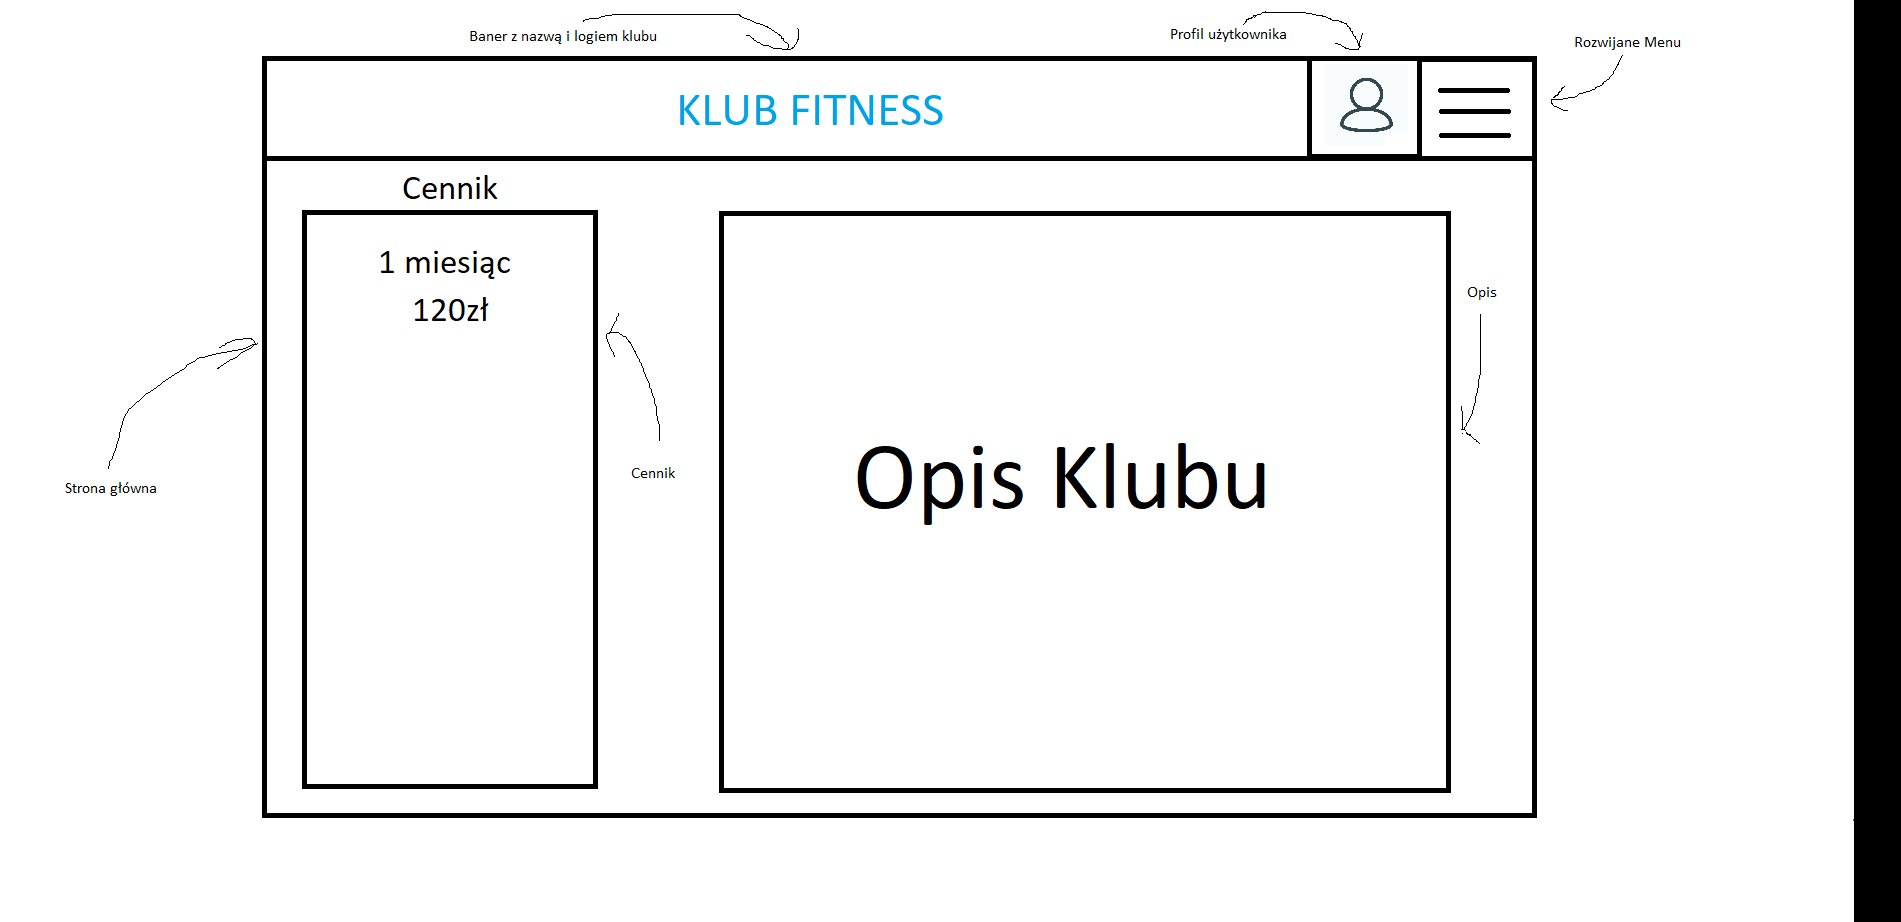 Baner z nazwą i logiem klubu
Profil użytkownika
Rozwijane Menu
KLUB FITNESS
Cennik
1 miesiąc
120zł
Opis
Opis Klubu
Cennik
Strona główna